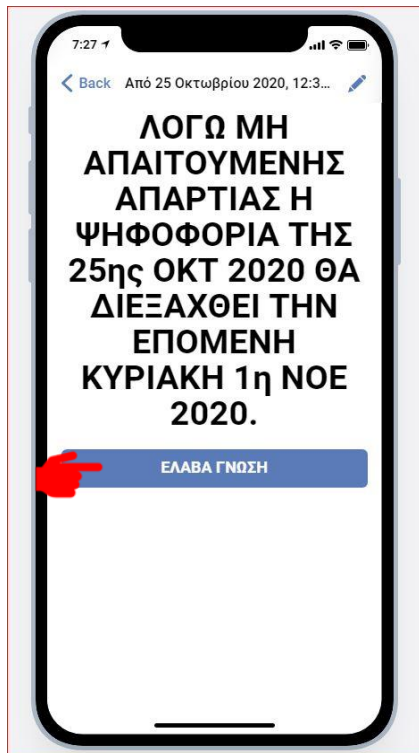 7:27
Back Από 25 Οκτωβρίου 2020, 12:3...
ΛΟΓΩ ΜΗ
ΑΠΑΙΤΟΥΜΕΝΗΣ
ΑΠΑΡΤΙΑΣ Η
ΨΗΦΟΦΟΡΙΑ ΤΗΣ
25ης ΟΚΤ 2020 ΘΑ
ΔΙΕΞΑΧΘΕΙ ΤΗΝ
ΕΠΟΜΕΝΗ
ΚΥΡΙΑΚΗ 1η ΝΟΕ
2020.
ΕΛΑΒΑ ΓΝΩΣΗ